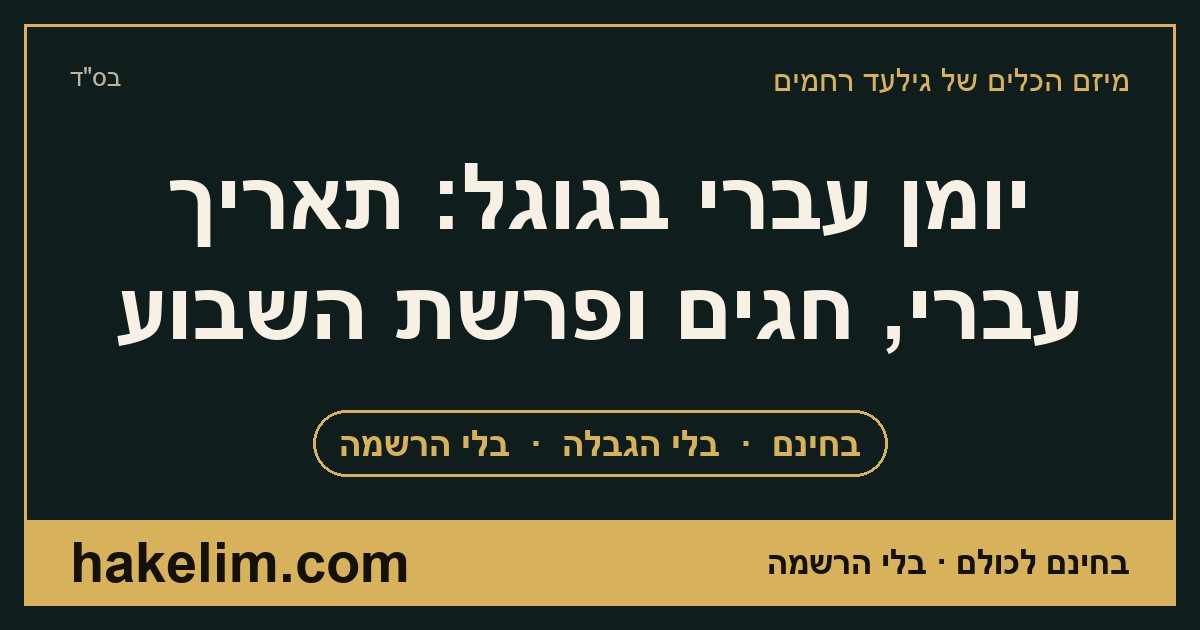 בס"ד
מיזם הכלים של גילעד רחמים
יומן עברי בגוגל: תאריך
עברי, חגים ופרשת השבוע
בחינם · בלי הגבלה · בלי הרשמה
בחינם לכולם · בלי הרשמה
hakelim.com